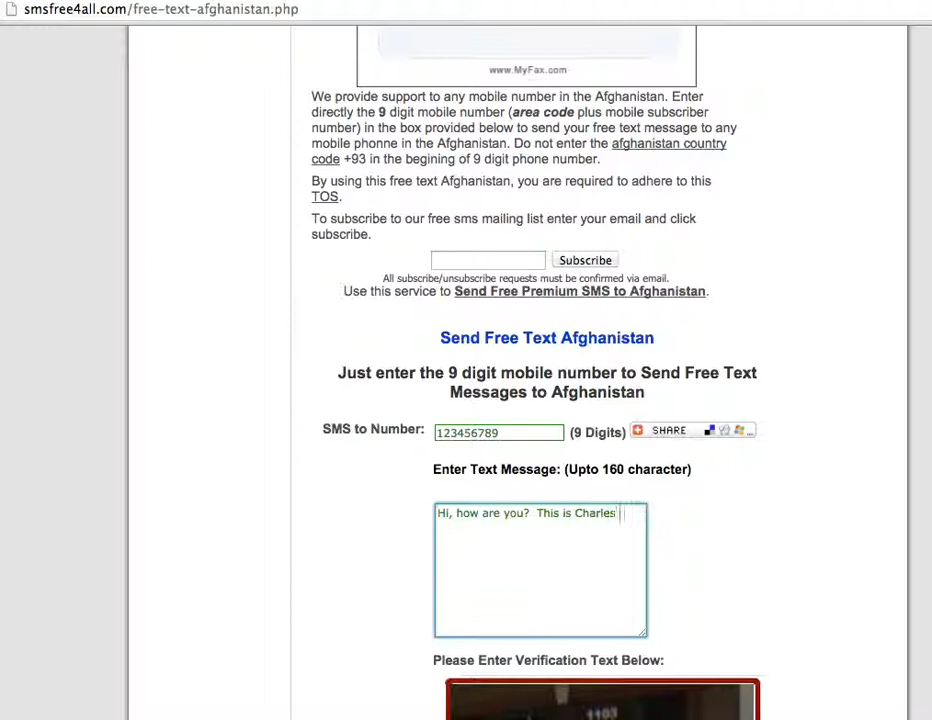 smsfree4all.com/free-text-afghanistan.php
www.MyFax.com
We provide support to any mobile number in the Afghanistan. Enter
directly the 9 digit mobile number (area code plus mobile subscriber
number) in the box provided below to send your free text message to any
mobile phonne in the Afghanistan. Do not enter the afghanistan country
code +93 in the begining of 9 digit phone number.
By using this free text Afghanistan, you are required to adhere to this
TOS.
To subscribe to our free sms mailing list enter your email and click
subscribe.
Subscribe
All subscribe/unsubscribe requests must be confirmed via email.
Use this service to Send Free Premium SMS to Afghanistan.
Send Free Text Afghanistan
Just enter the 9 digit mobile number to Send Free Text
Messages to Afghanistan
SMS to Number: 123456789 (9 Digits) SHARE ...
Enter Text Message: (Upto 160 character)
Hi, how are you? This is Charles
Please Enter Verification Text Below:
1103